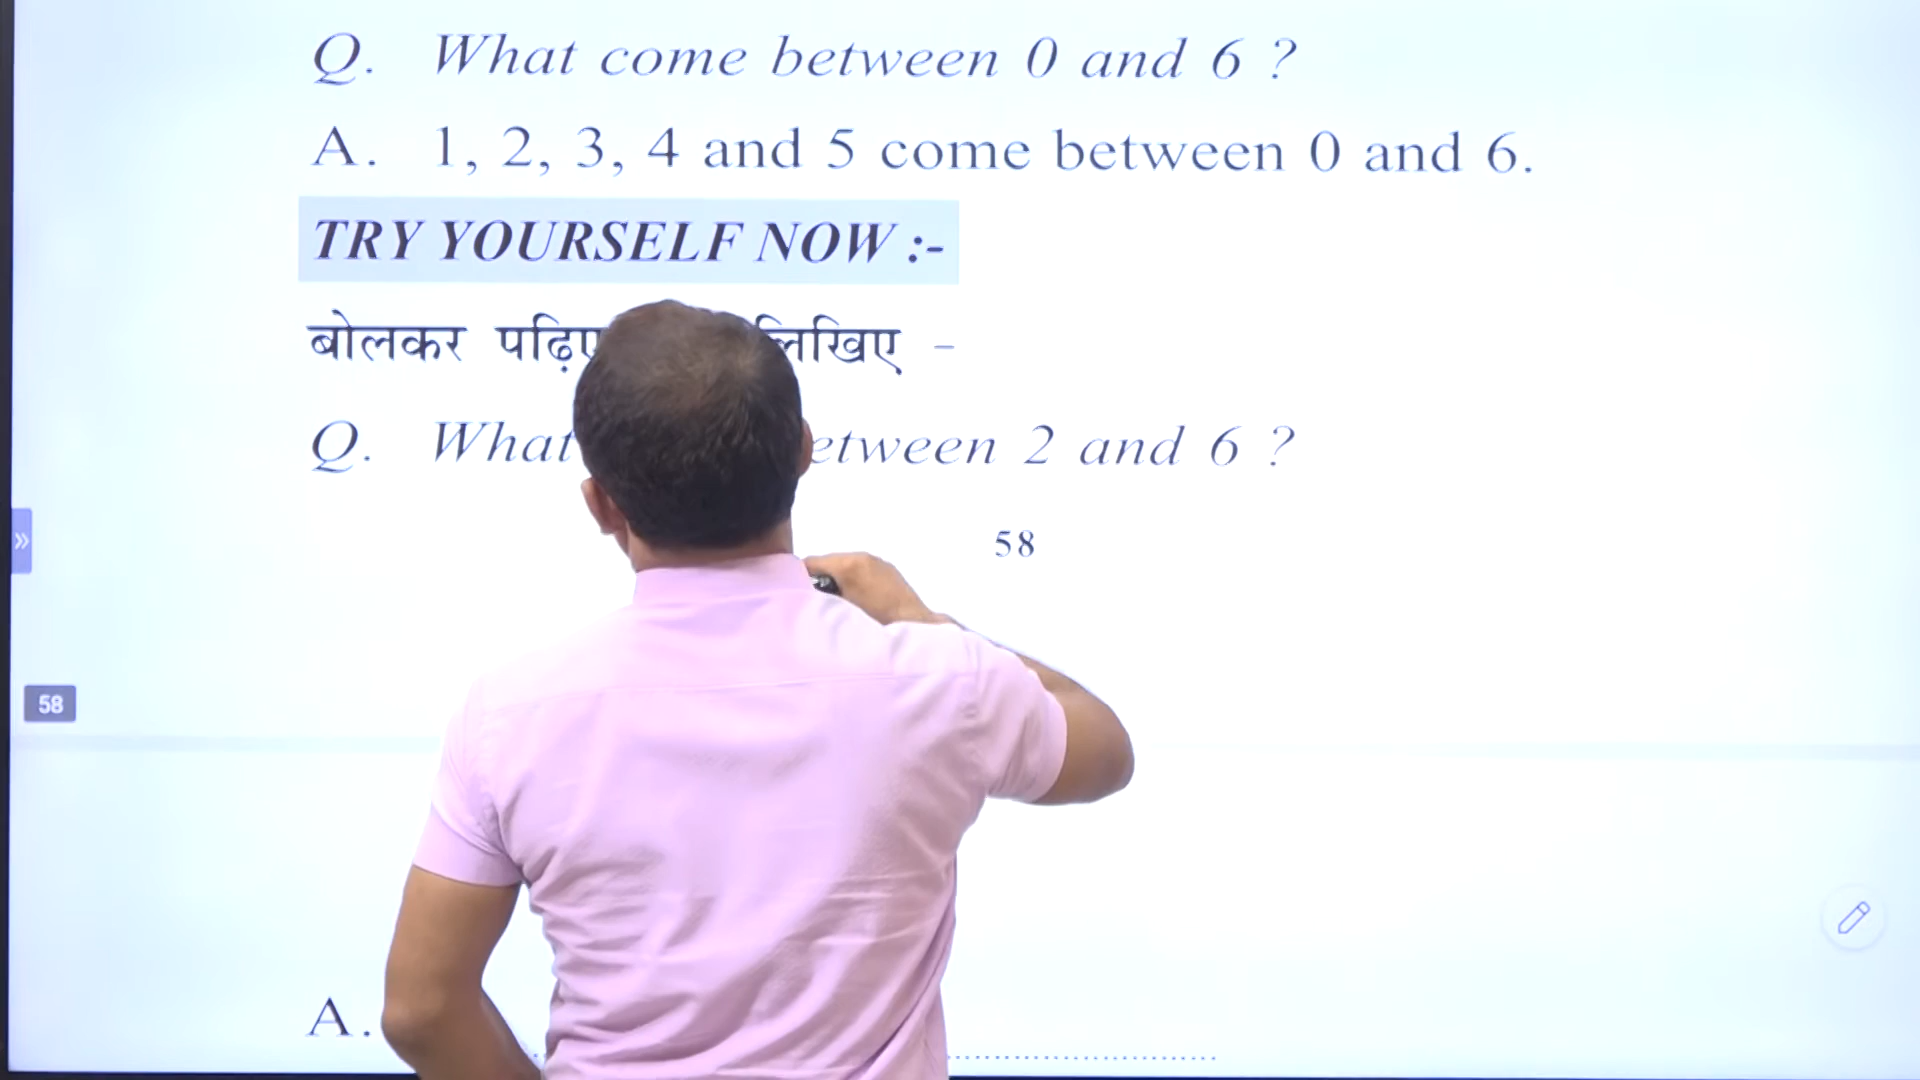 Q. What come between 0 and 6 ?
A. 1, 2, 3, 4 and 5 come between 0 and 6.
TRY YOURSELF NOW :-
बोलकर पढ़िए लिखिए -
Q. What etween 2 and 6 ?
58
58
A.